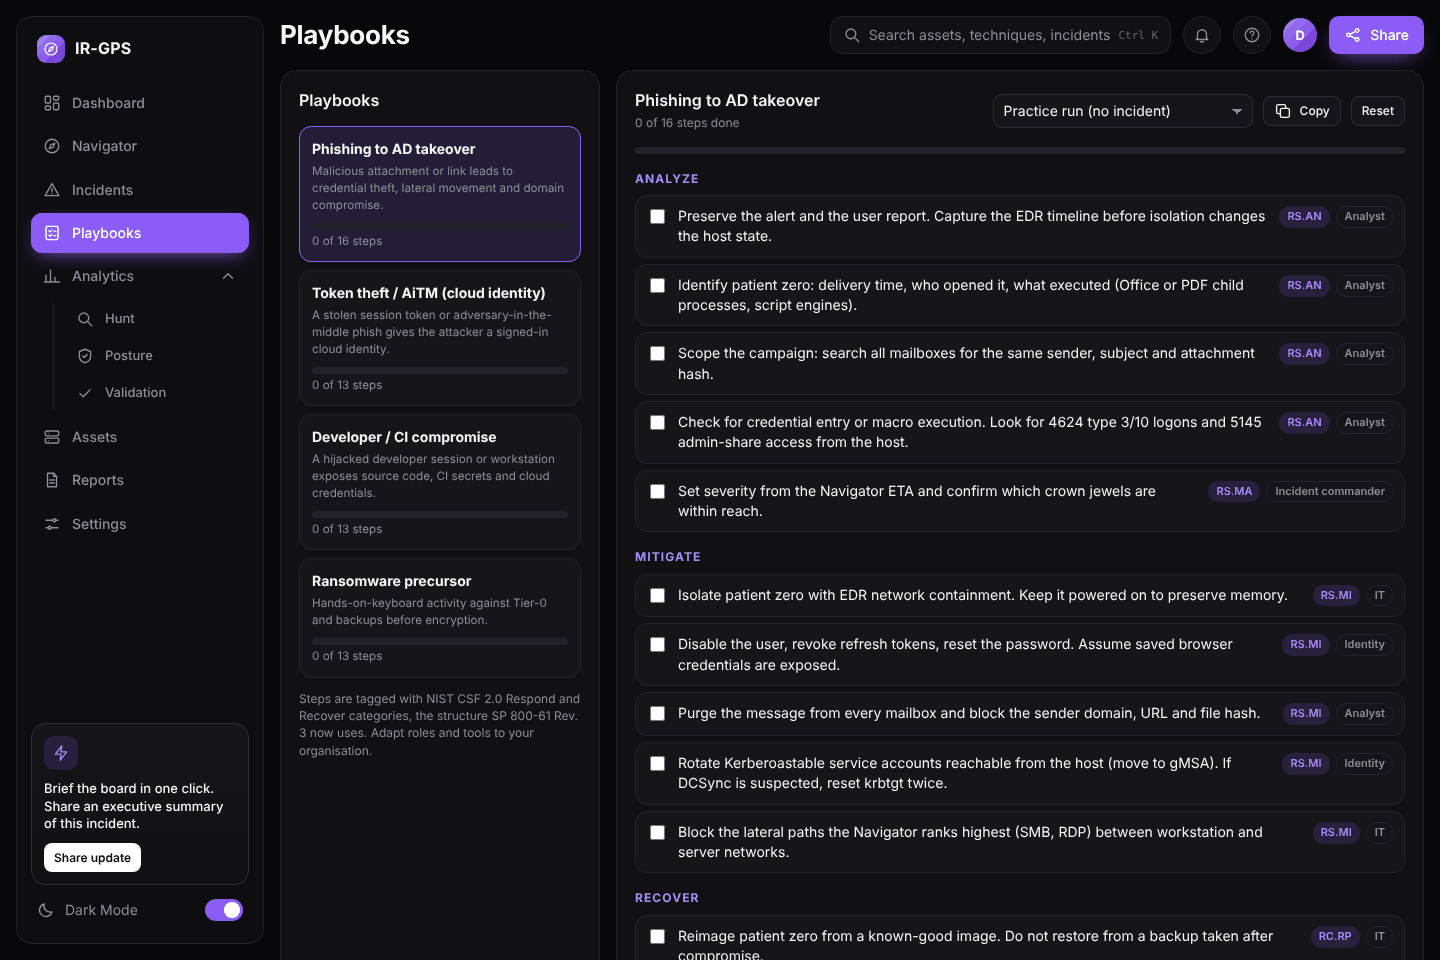 IR-GPS
Dashboard
Navigator
Incidents
Playbooks
Analytics
Hunt
Posture
Validation
Assets
Reports
Settings
Brief the board in one click.
Share an executive summary
of this incident.
Share update
Dark Mode
Playbooks
Search assets, techniques, incidents Ctrl K
D
Share
Playbooks
Phishing to AD takeover
Malicious attachment or link leads to
credential theft, lateral movement and domain
compromise.
0 of 16 steps
Token theft / AiTM (cloud identity)
A stolen session token or adversary-in-the-
middle phish gives the attacker a signed-in
cloud identity.
0 of 13 steps
Developer / CI compromise
A hijacked developer session or workstation
exposes source code, CI secrets and cloud
credentials.
0 of 13 steps
Ransomware precursor
Hands-on-keyboard activity against Tier-0
and backups before encryption.
0 of 13 steps
Steps are tagged with NIST CSF 2.0 Respond and
Recover categories, the structure SP 800-61 Rev.
3 now uses. Adapt roles and tools to your
organisation.
Phishing to AD takeover
0 of 16 steps done
Practice run (no incident)
Copy
Reset
ANALYZE
Preserve the alert and the user report. Capture the EDR timeline before isolation changes
the host state.
RS.AN Analyst
Identify patient zero: delivery time, who opened it, what executed (Office or PDF child
processes, script engines).
RS.AN Analyst
Scope the campaign: search all mailboxes for the same sender, subject and attachment
hash.
RS.AN Analyst
Check for credential entry or macro execution. Look for 4624 type 3/10 logons and 5145
admin-share access from the host.
RS.AN Analyst
Set severity from the Navigator ETA and confirm which crown jewels are
within reach.
RS.MA Incident commander
MITIGATE
Isolate patient zero with EDR network containment. Keep it powered on to preserve memory.
RS.MI IT
Disable the user, revoke refresh tokens, reset the password. Assume saved browser
credentials are exposed.
RS.MI Identity
Purge the message from every mailbox and block the sender domain, URL and file hash.
RS.MI Analyst
Rotate Kerberoastable service accounts reachable from the host (move to gMSA). If
DCSync is suspected, reset krbtgt twice.
RS.MI Identity
Block the lateral paths the Navigator ranks highest (SMB, RDP) between workstation and
server networks.
RS.MI IT
RECOVER
Reimage patient zero from a known-good image. Do not restore from a backup taken after
compromise.
RC.RP IT